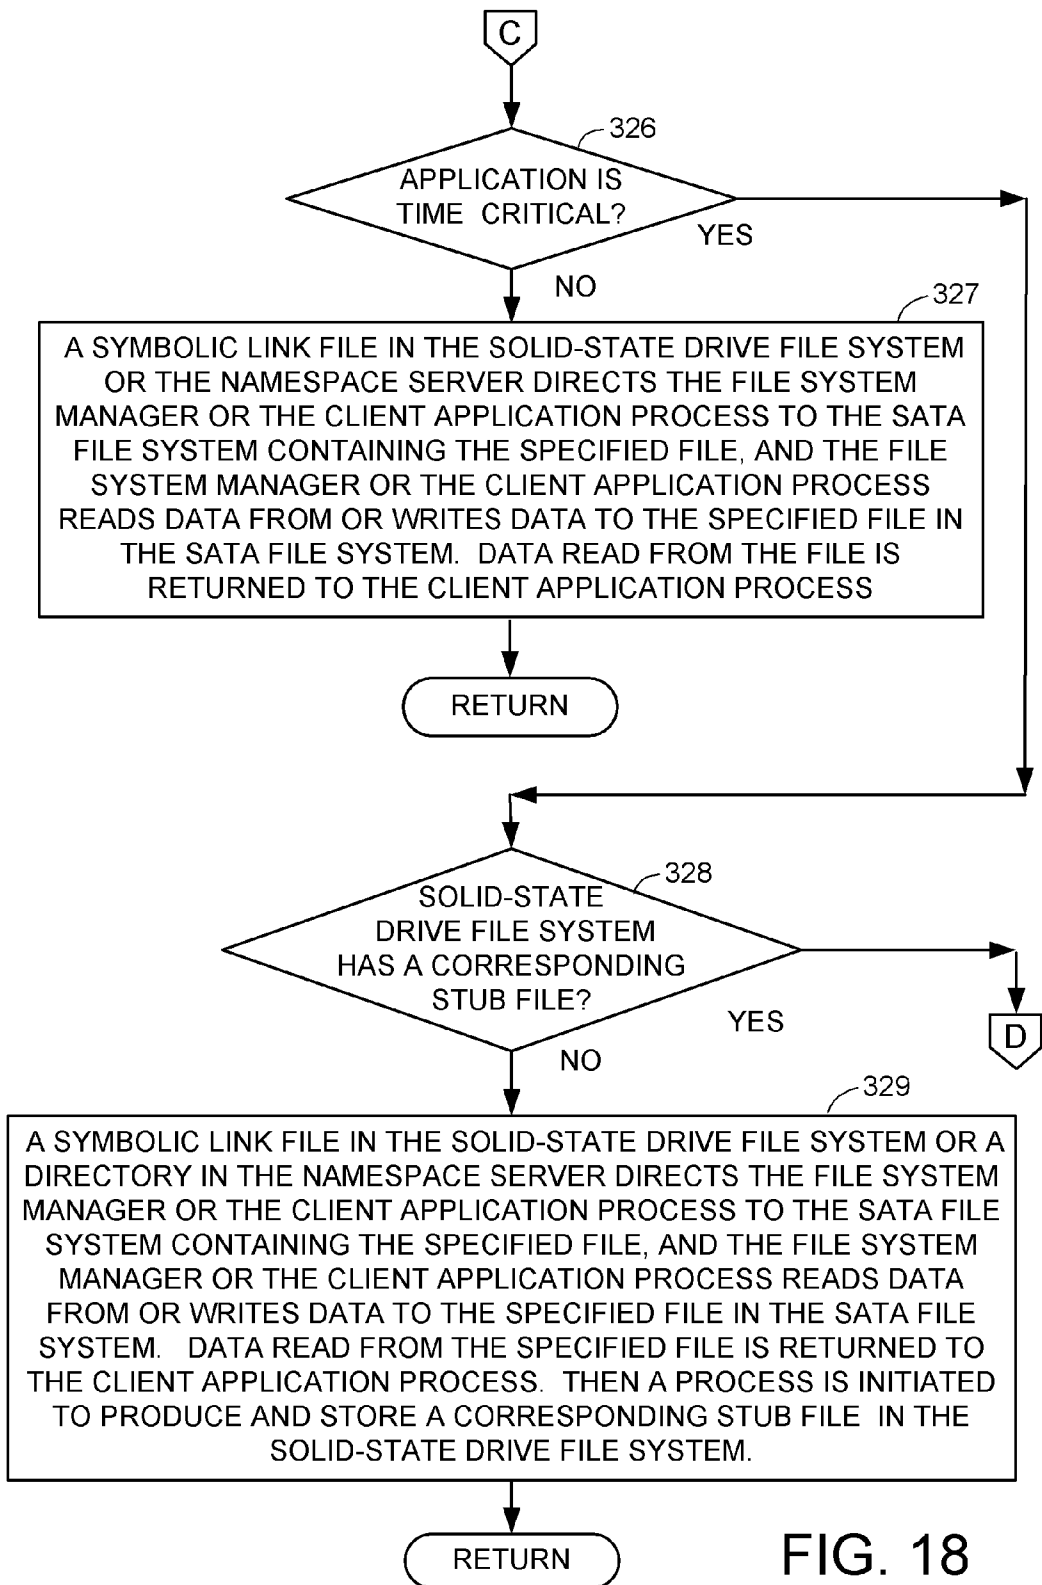 C
326
APPLICATION IS
TIME CRITICAL?
YES
NO
327
A SYMBOLIC LINK FILE IN THE SOLID-STATE DRIVE FILE SYSTEM
OR THE NAMESPACE SERVER DIRECTS THE FILE SYSTEM
MANAGER OR THE CLIENT APPLICATION PROCESS TO THE SATA
FILE SYSTEM CONTAINING THE SPECIFIED FILE, AND THE FILE
SYSTEM MANAGER OR THE CLIENT APPLICATION PROCESS
READS DATA FROM OR WRITES DATA TO THE SPECIFIED FILE IN
THE SATA FILE SYSTEM. DATA READ FROM THE FILE IS
RETURNED TO THE CLIENT APPLICATION PROCESS
RETURN
328
SOLID-STATE
DRIVE FILE SYSTEM
HAS A CORRESPONDING
STUB FILE?
YES
D
NO
329
A SYMBOLIC LINK FILE IN THE SOLID-STATE DRIVE FILE SYSTEM OR A
DIRECTORY IN THE NAMESPACE SERVER DIRECTS THE FILE SYSTEM
MANAGER OR THE CLIENT APPLICATION PROCESS TO THE SATA FILE
SYSTEM CONTAINING THE SPECIFIED FILE, AND THE FILE SYSTEM
MANAGER OR THE CLIENT APPLICATION PROCESS READS DATA
FROM OR WRITES DATA TO THE SPECIFIED FILE IN THE SATA FILE
SYSTEM. DATA READ FROM THE SPECIFIED FILE IS RETURNED TO
THE CLIENT APPLICATION PROCESS. THEN A PROCESS IS INITIATED
TO PRODUCE AND STORE A CORRESPONDING STUB FILE IN THE
SOLID-STATE DRIVE FILE SYSTEM.
RETURN
FIG. 18